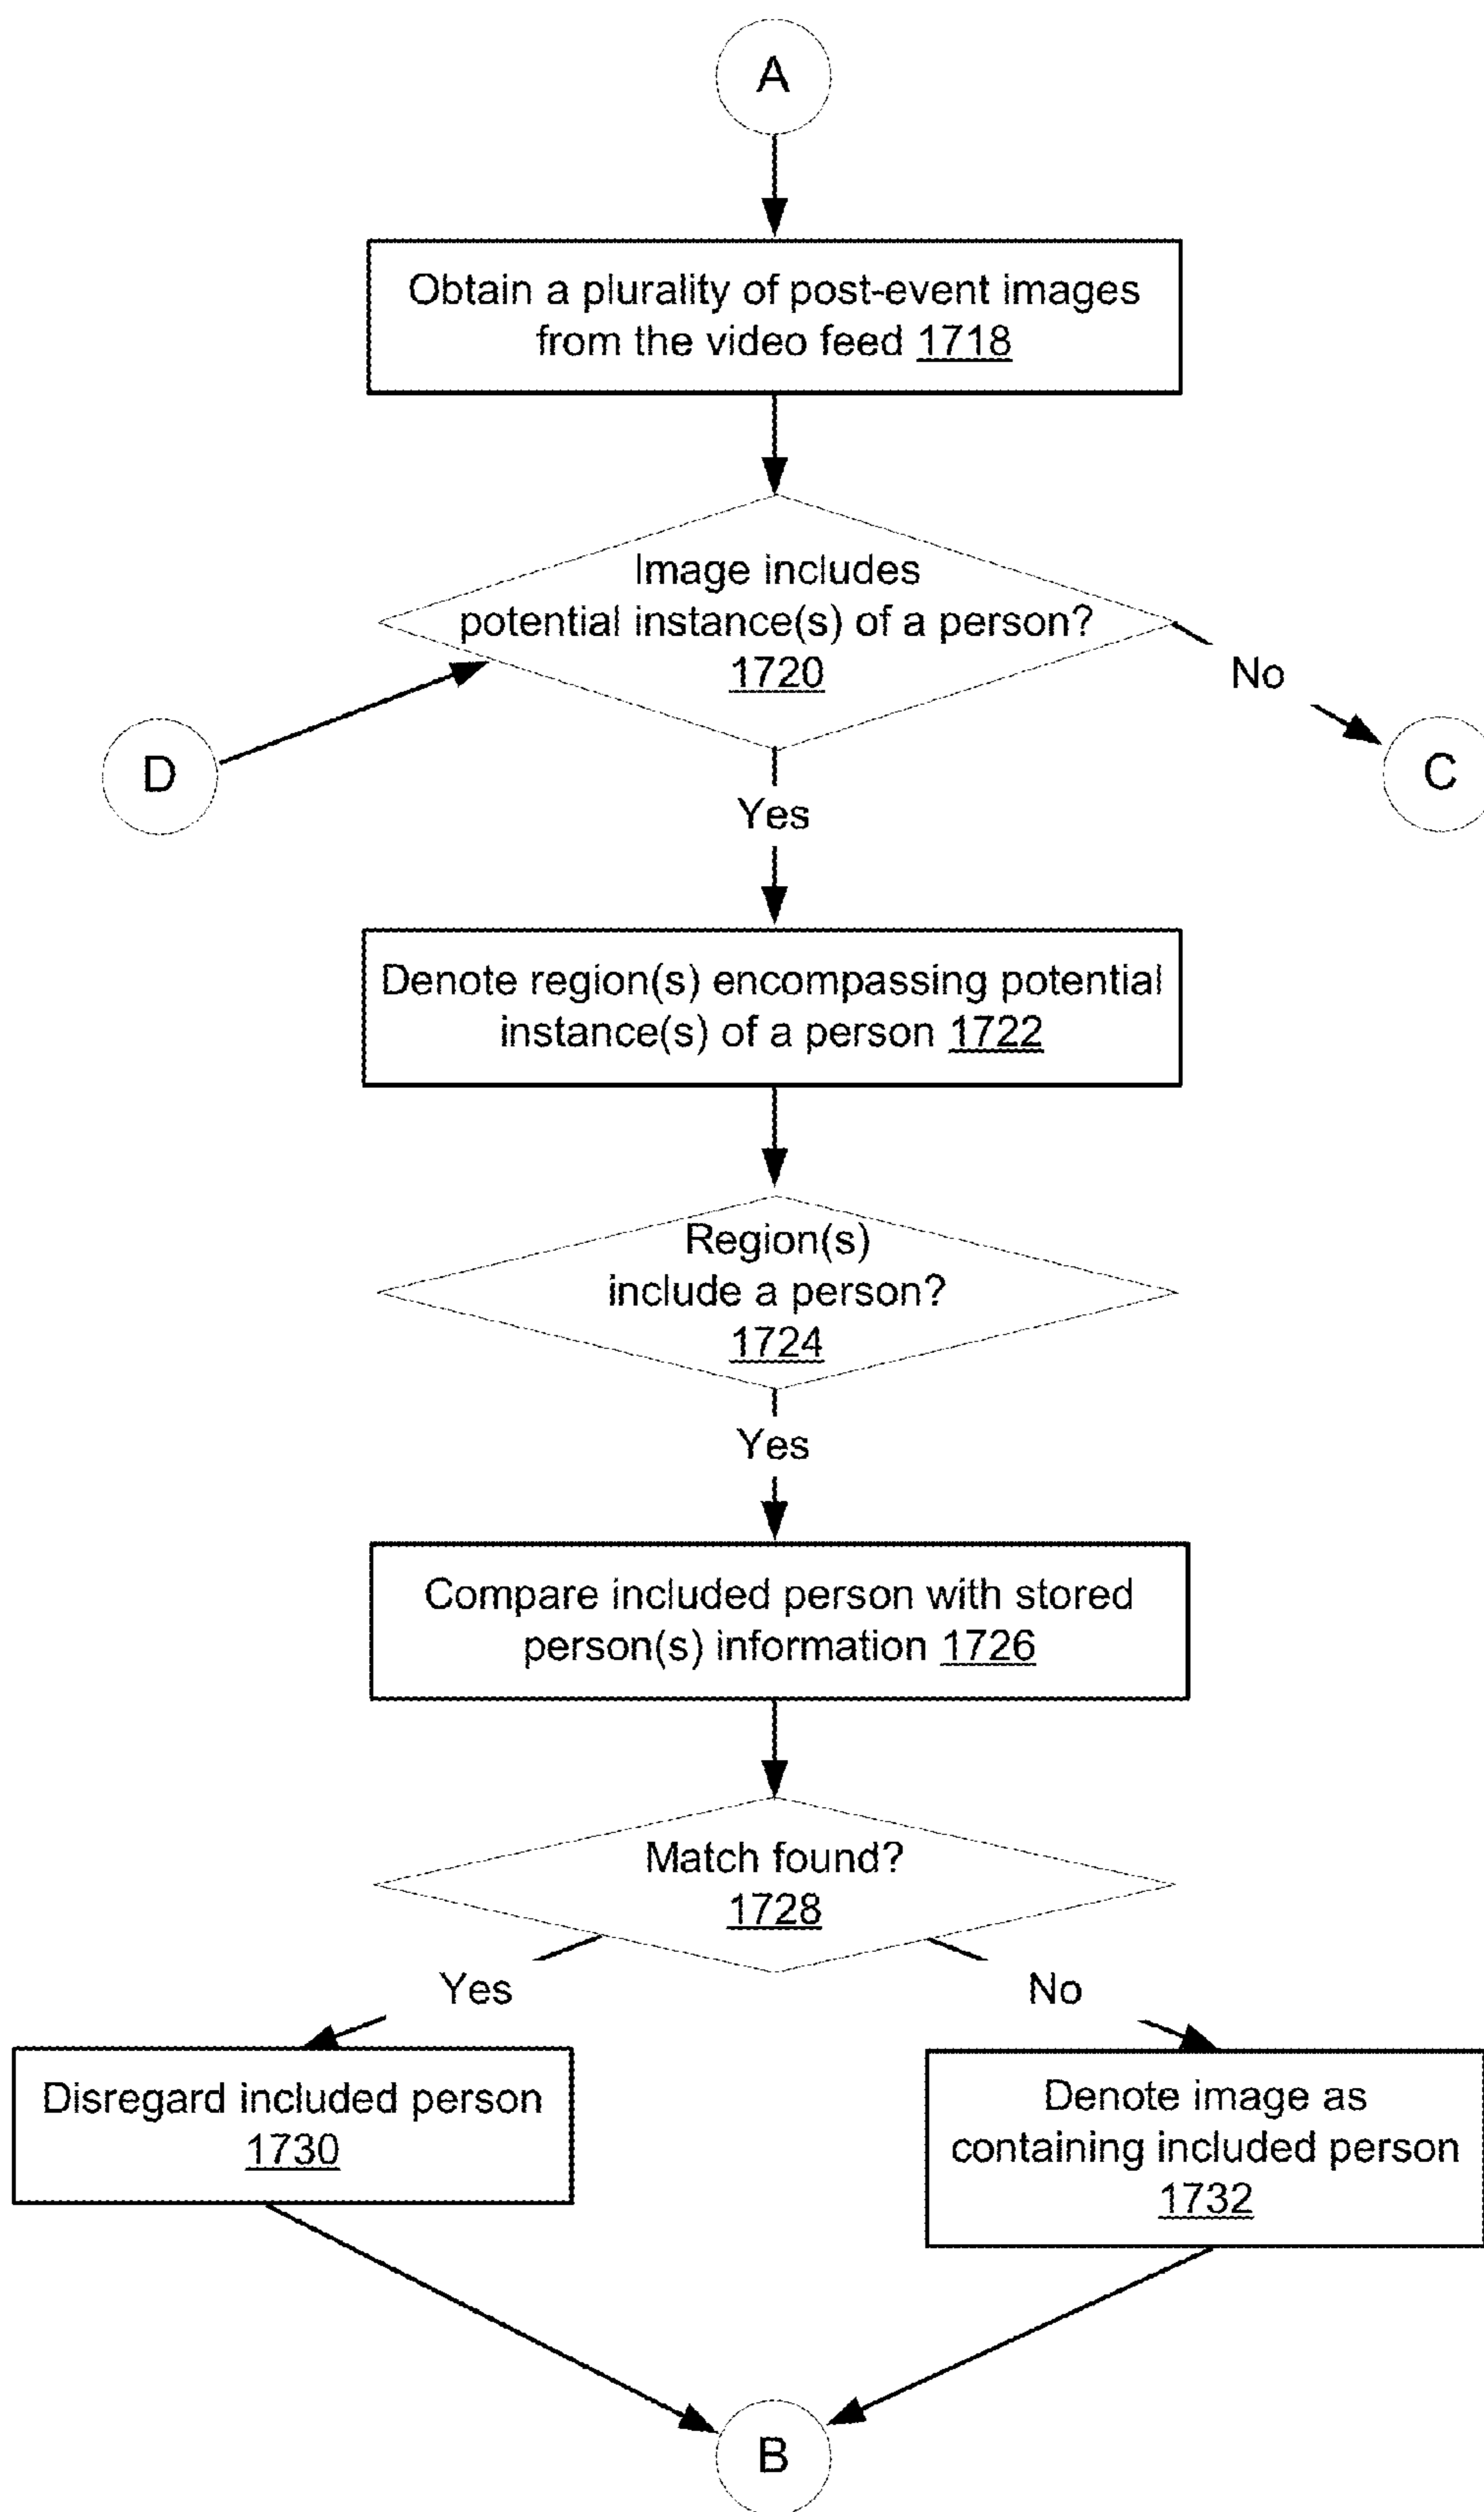 A
Obtain a plurality of post-event images
from the video feed 1718
Image includes
potential instance(s) of a person?
1720
No
D
C
Yes
Denote region(s) encompassing potential
instance(s) of a person 1722
Region(s)
include a person?
1724
Yes
Compare included person with stored
person(s) information 1726
Match found?
1728
Yes
No
Disregard included person
1730
Denote image as
containing included person
1732
B